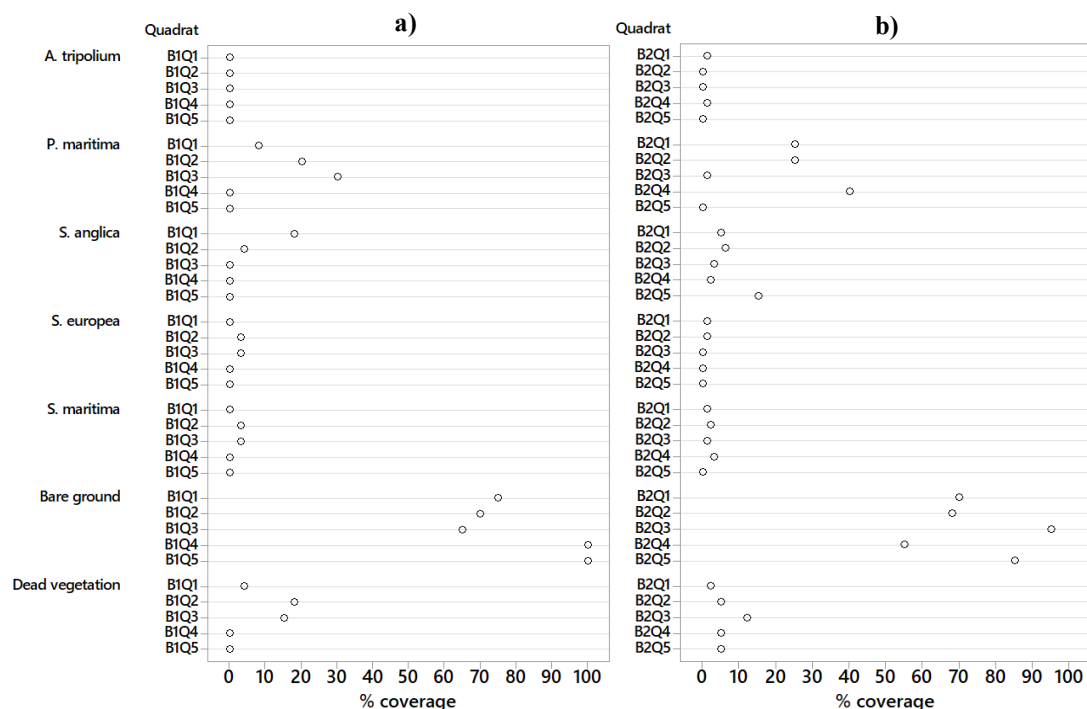 a)
b)
Quadrat
Quadrat
A. tripolium
B1Q1
B1Q2
B1Q3
B1Q4
B1Q5
P. maritima
B1Q1
B1Q2
B1Q3
B1Q4
B1Q5
S. anglica
B1Q1
B1Q2
B1Q3
B1Q4
B1Q5
S. europea
B1Q1
B1Q2
B1Q3
B1Q4
B1Q5
S. maritima
B1Q1
B1Q2
B1Q3
B1Q4
B1Q5
Bare ground
B1Q1
B1Q2
B1Q3
B1Q4
B1Q5
Dead vegetation
B1Q1
B1Q2
B1Q3
B1Q4
B1Q5
0 10 20 30 40 50 60 70 80 90 100
% coverage
B2Q1
B2Q2
B2Q3
B2Q4
B2Q5
B2Q1
B2Q2
B2Q3
B2Q4
B2Q5
B2Q1
B2Q2
B2Q3
B2Q4
B2Q5
B2Q1
B2Q2
B2Q3
B2Q4
B2Q5
B2Q1
B2Q2
B2Q3
B2Q4
B2Q5
B2Q1
B2Q2
B2Q3
B2Q4
B2Q5
B2Q1
B2Q2
B2Q3
B2Q4
B2Q5
0 10 20 30 40 50 60 70 80 90 100
% coverage